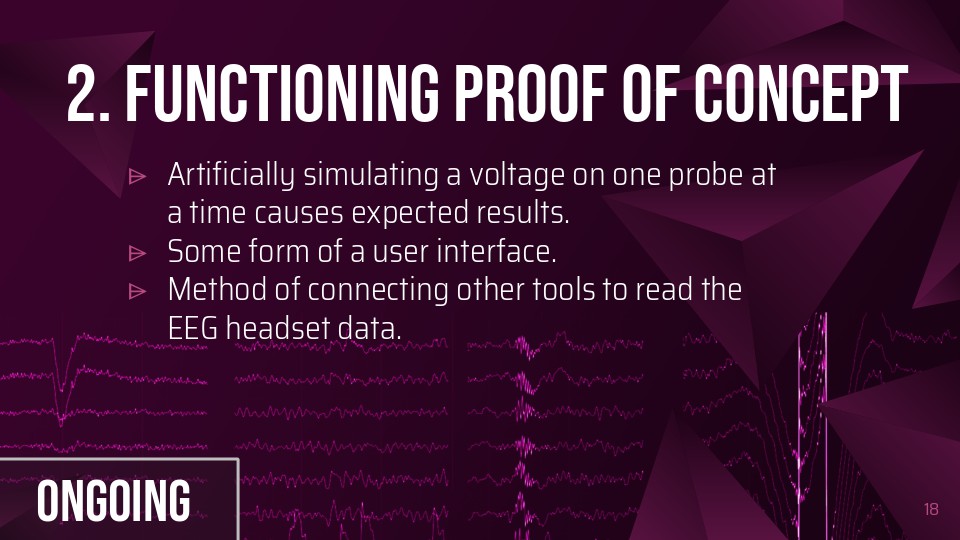 2. FUNCTIONING PROOF OF CONCEPT
Artificially simulating a voltage on one probe at
a time causes expected results.
Some form of a user interface.
Method of connecting other tools to read the
EEG headset data.
ONGOING
18